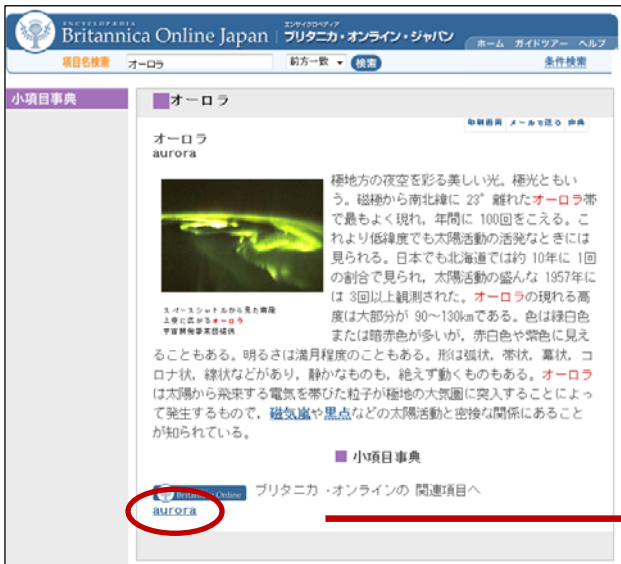 ENCYCLOPÆDIA
Britannica Online Japan
エンサイクロペディア
ブリタニカ・オンライン・ジャパン
ホーム ガイドツアー ヘルプ
項目名検索 オーロラ 前方一致 検索 条件検索
小項目事典
オーロラ
印刷画面 メールで送る 辞典
オーロラ
aurora
極地方の夜空を彩る美しい光。極光ともい
う。磁極から南北緯に 23°離れたオーロラ帯
で最もよく現れ, 年間に 100回をこえる。こ
れより低緯度でも太陽活動の活発なときには
見られる。日本でも北海道では約 10年に 1回
の割合で見られ, 太陽活動の盛んな 1957年に
は 3回以上観測された。オーロラの現れる高
度は大部分が 90～130kmである。色は緑白色
または暗赤色が多いが, 赤白色や紫色に見え
ることもある。明るさは満月程度のこともある。形は弧状, 帯状, 幕状, コ
ロナ状, 線状などがあり, 静かなものも, 絶えず動くものもある。オーロラ
は太陽から飛来する電気を帯びた粒子が極地の大気圏に突入することによっ
て発生するもので, 磁気嵐や黒点などの太陽活動と密接な関係にあること
が知られている。
スペースシャトルから見た南極
上空に広がるオーロラ
宇宙開発事業団提供
小項目事典
Britannica Online ブリタニカ・オンラインの 関連項目へ
aurora